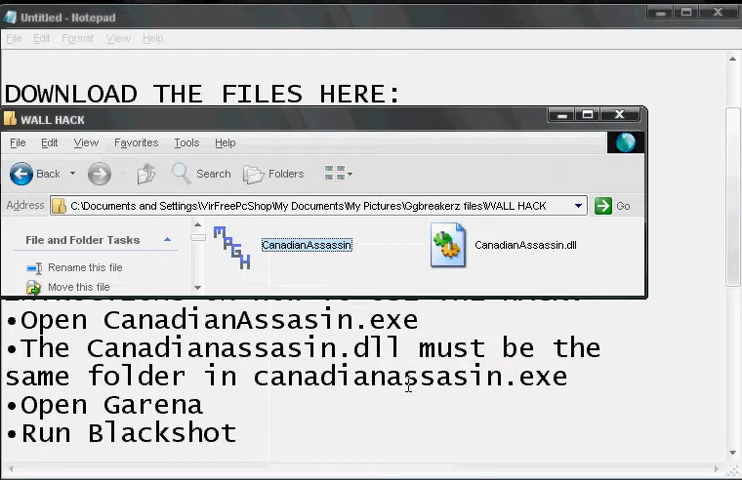 Untitled - Notepad
File Edit Format View Help
DOWNLOAD THE FILES HERE:
WALL HACK
File Edit View Favorites Tools Help
Back Search Folders
Address C:\Documents and Settings\VirFreePcShop\My Documents\My Pictures\Ggbreakerz files\WALL HACK Go
File and Folder Tasks
Rename this file
Move this file
MPGH
CanadianAssassin
CanadianAssassin.dll
•Open CanadianAssasin.exe
•The Canadianassasin.dll must be the
same folder in canadianassasin.exe
•Open Garena
•Run Blackshot